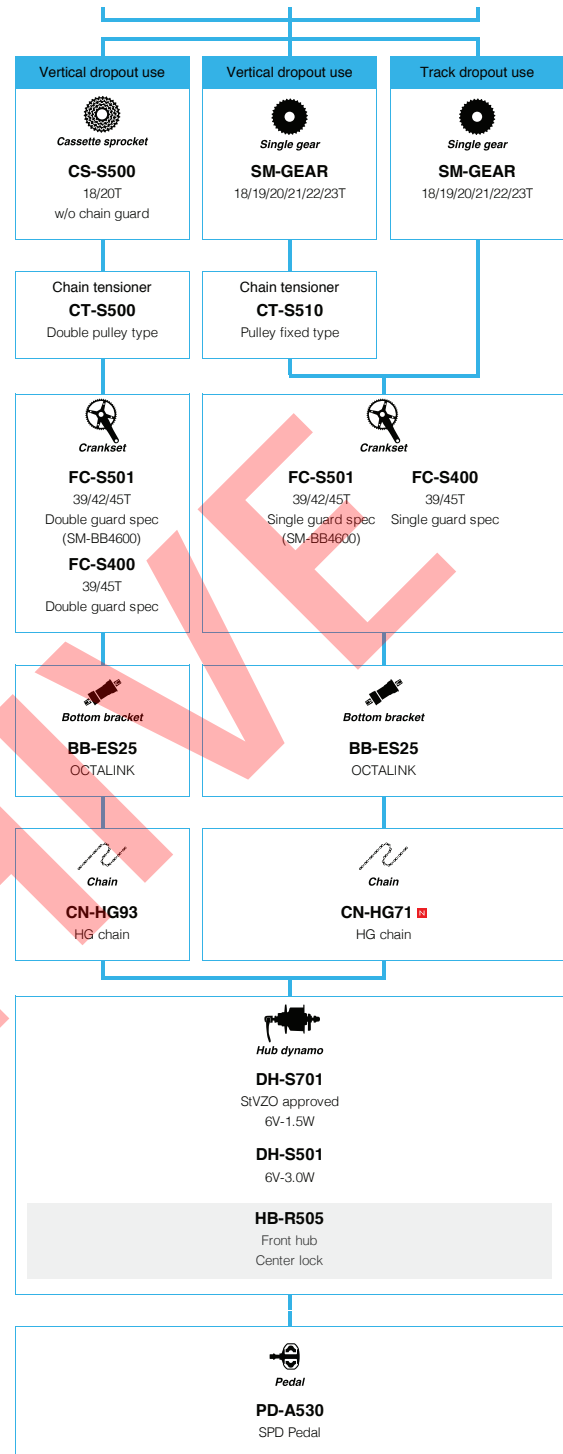 Vertical dropout use
Vertical dropout use
Track dropout use
Cassette sprocket
CS-S500
18/20T
w/o chain guard
Single gear
SM-GEAR
18/19/20/21/22/23T
Single gear
SM-GEAR
18/19/20/21/22/23T
Chain tensioner
CT-S500
Double pulley type
Chain tensioner
CT-S510
Pulley fixed type
Crankset
FC-S501
39/42/45T
Double guard spec
(SM-BB4600)
FC-S400
39/45T
Double guard spec
Crankset
FC-S501
39/42/45T
Single guard spec
(SM-BB4600)
FC-S400
39/45T
Single guard spec
Bottom bracket
BB-ES25
OCTALINK
Bottom bracket
BB-ES25
OCTALINK
Chain
CN-HG93
HG chain
Chain
CN-HG71 N
HG chain
Hub dynamo
DH-S701
StVZO approved
6V-1.5W
DH-S501
6V-3.0W
HB-R505
Front hub
Center lock
Pedal
PD-A530
SPD Pedal
HIVE